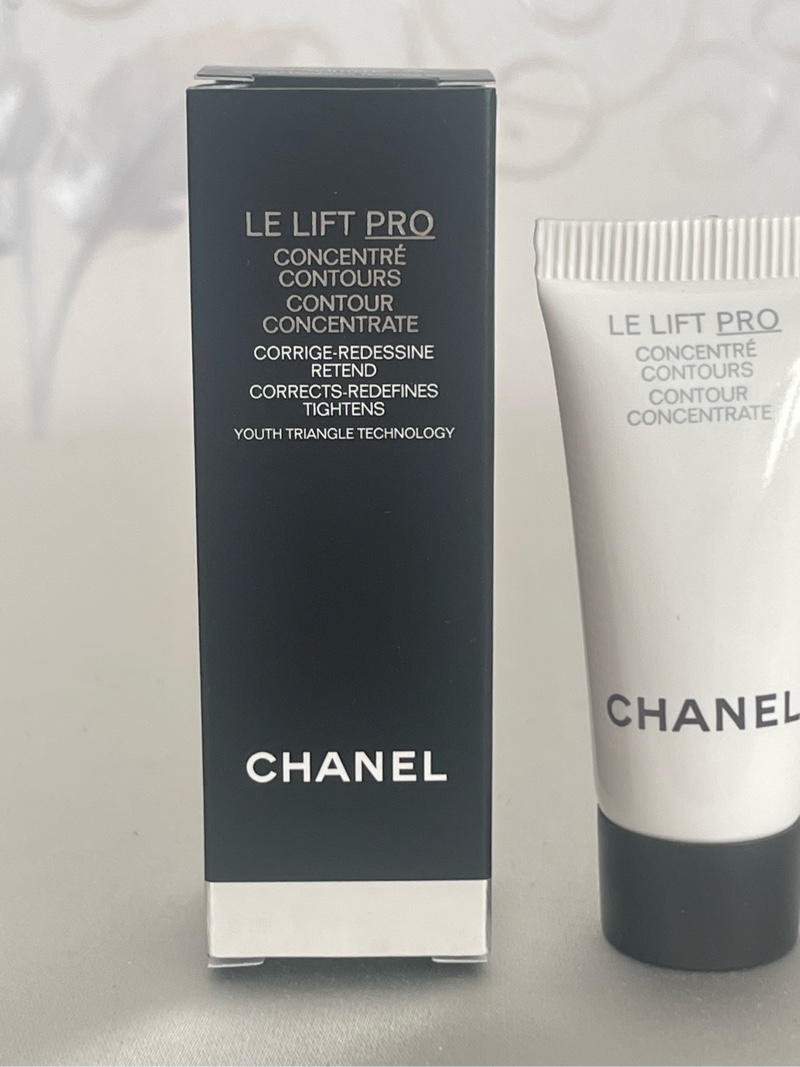 LE LIFT PRO
CONCENTRÉ
CONTOURS
CONTOUR
CONCENTRATE
CORRIGE-REDESSINE
RETEND
CORRECTS-REDEFINES
TIGHTENS
YOUTH TRIANGLE TECHNOLOGY
CHANEL
LE LIFT PRO
CONCENTRÉ
CONTOURS
CONTOUR
CONCENTRATE
CHANEL